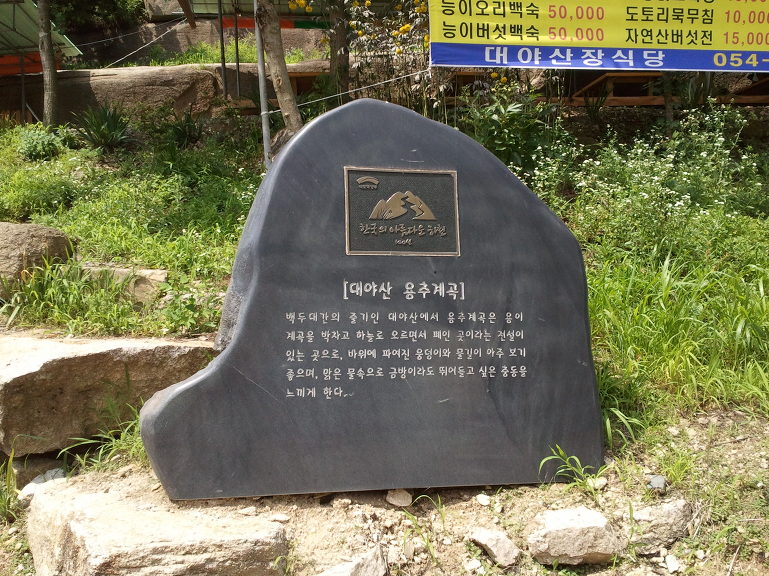 능이오리백숙 50,000
능이버섯백숙 50,000
도토리묵무침 10,000
자연산버섯전 15,000
대야산장식당 054-
한국의 아름다운 하천
100선
[대야산 용추계곡]
백두대간의 줄기인 대야산에서 용추계곡은 용이
계곡을 박차고 하늘로 오르면서 패인 곳이라는 전설이
있는 곳으로, 바위에 파여진 웅덩이와 물길이 아주 보기
좋으며, 맑은 물속으로 금방이라도 뛰어들고 싶은 충동을
느끼게 한다.